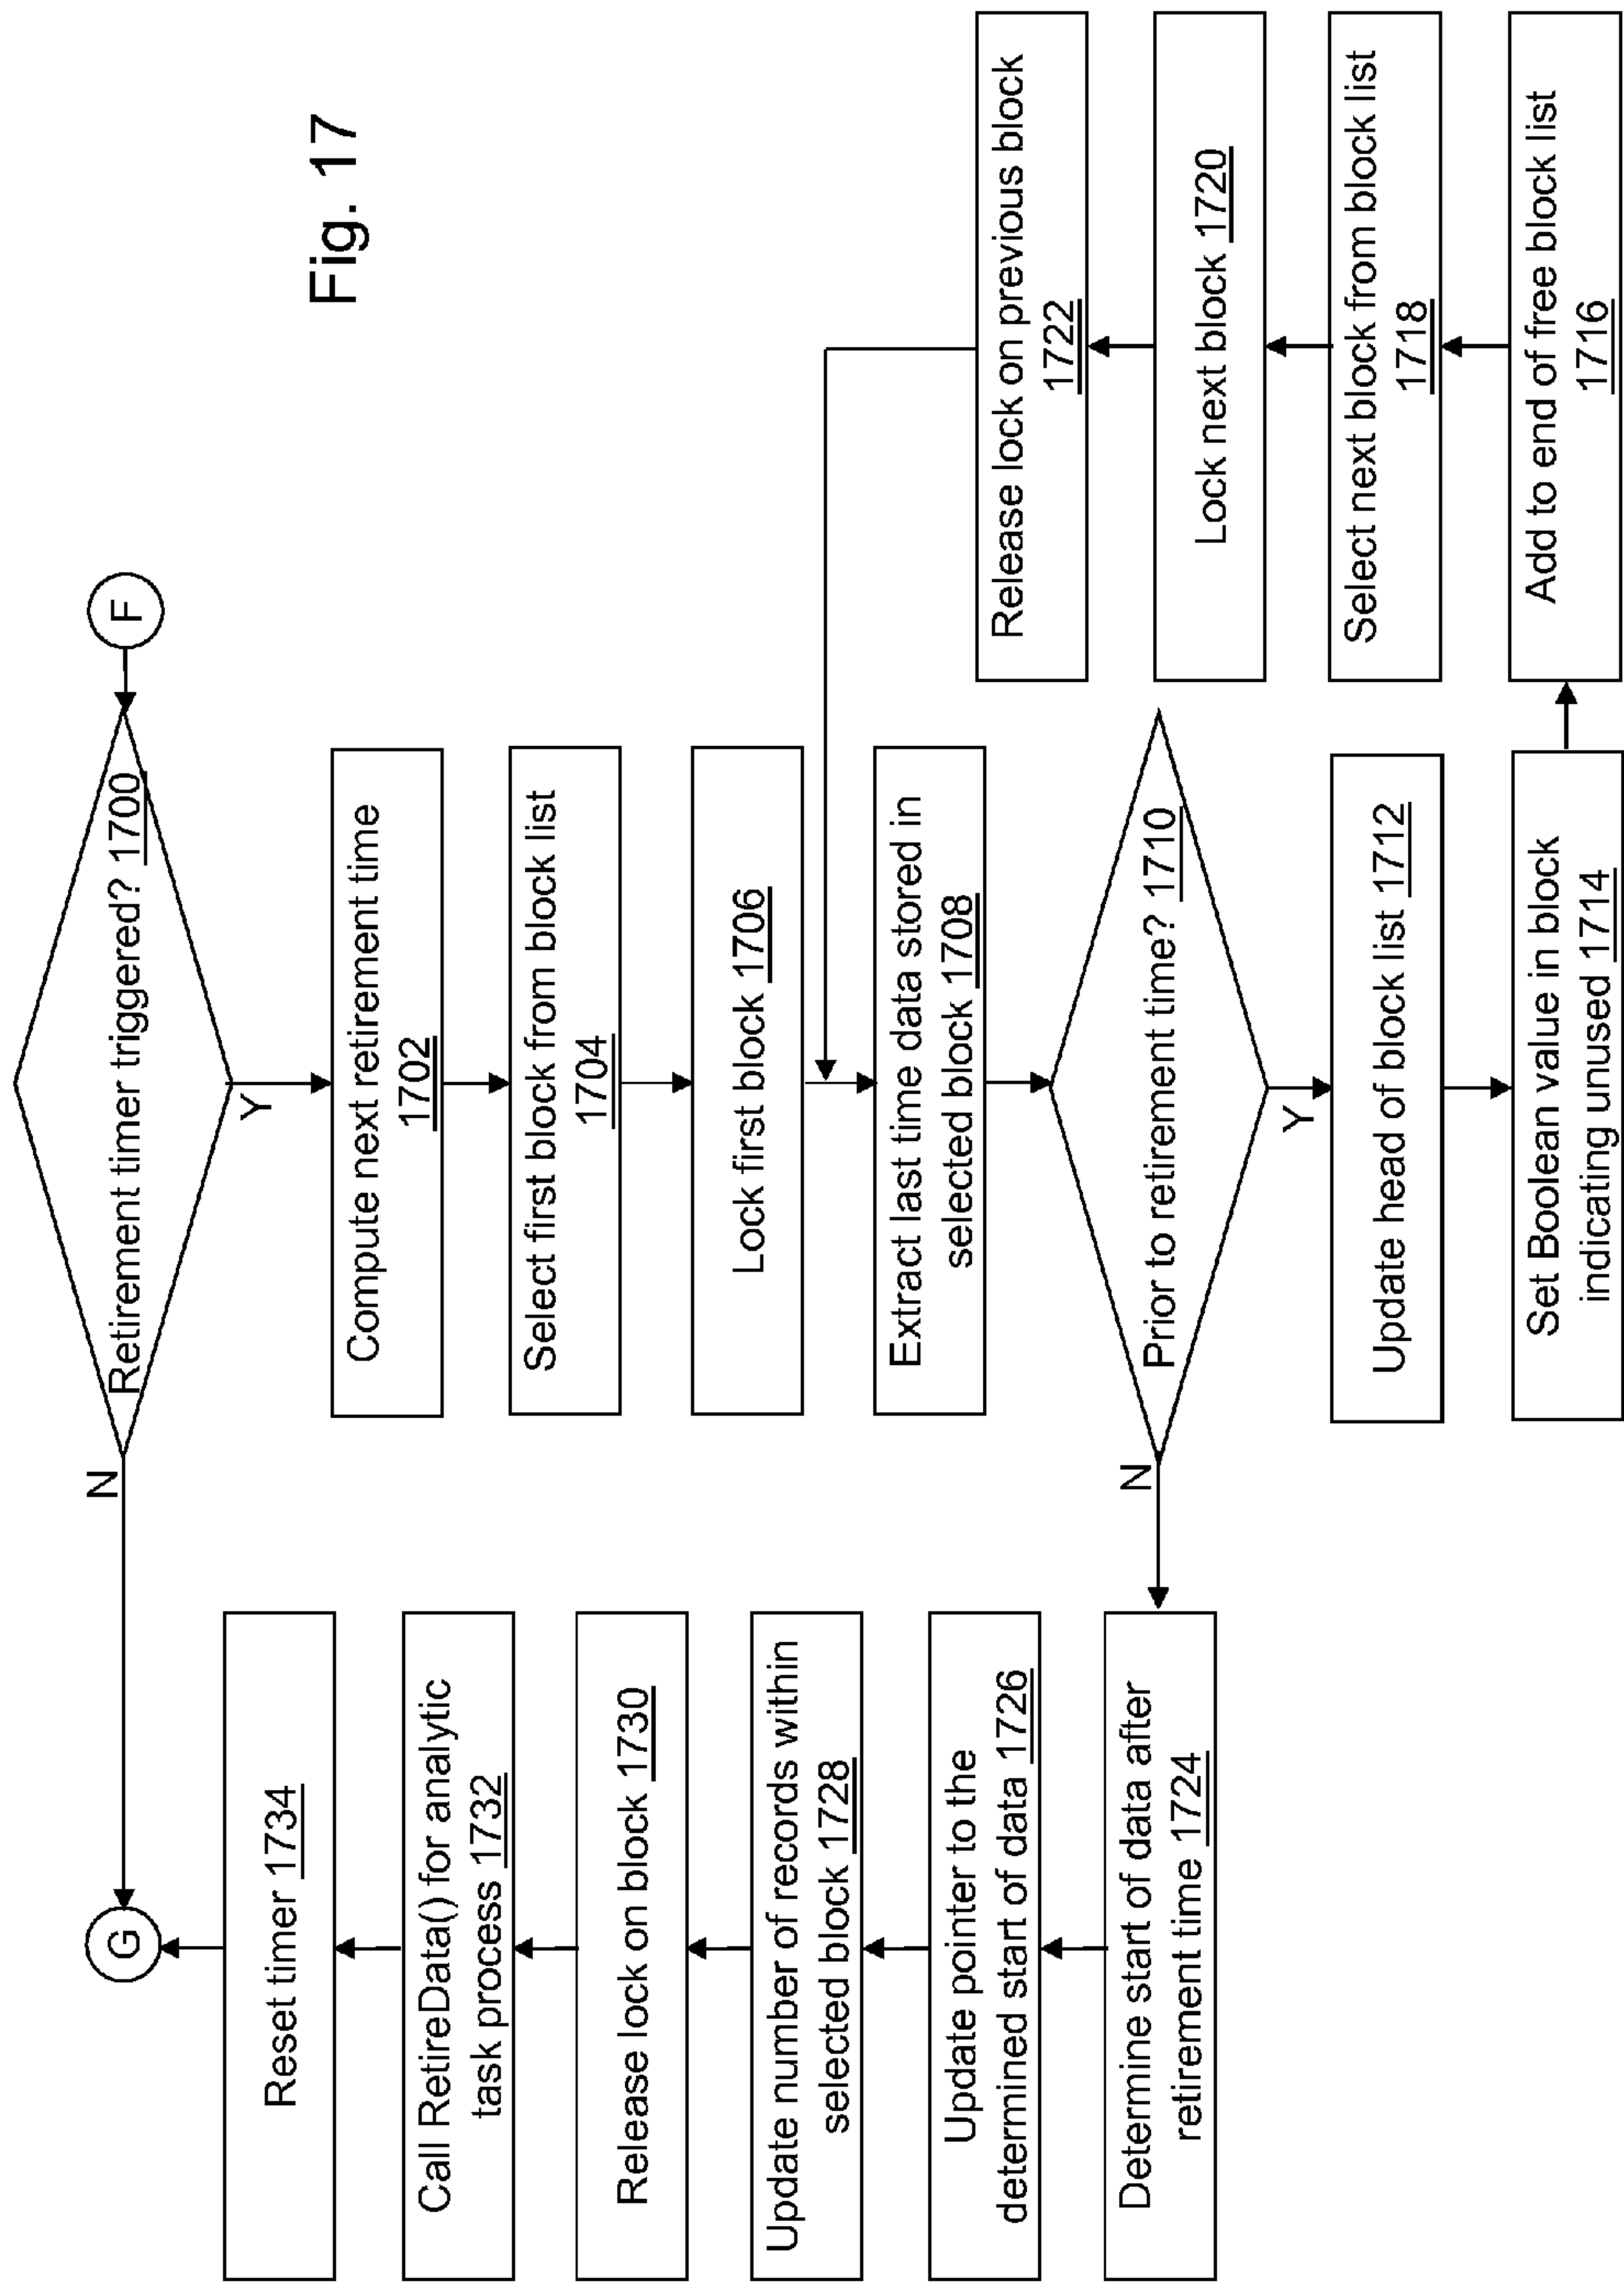 Fig. 17
F
Retirement timer triggered? 1700
N
Y
G
Compute next retirement time
1702
Select first block from block list
1704
Lock first block 1706
Extract last time data stored in
selected block 1708
Prior to retirement time? 1710
N
Y
Update head of block list 1712
Set Boolean value in block
indicating unused 1714
Add to end of free block list
1716
Select next block from block list
1718
Lock next block 1720
Release lock on previous block
1722
Determine start of data after
retirement time 1724
Update pointer to the
determined start of data 1726
Update number of records within
selected block 1728
Release lock on block 1730
Call RetireData() for analytic
task process 1732
Reset timer 1734